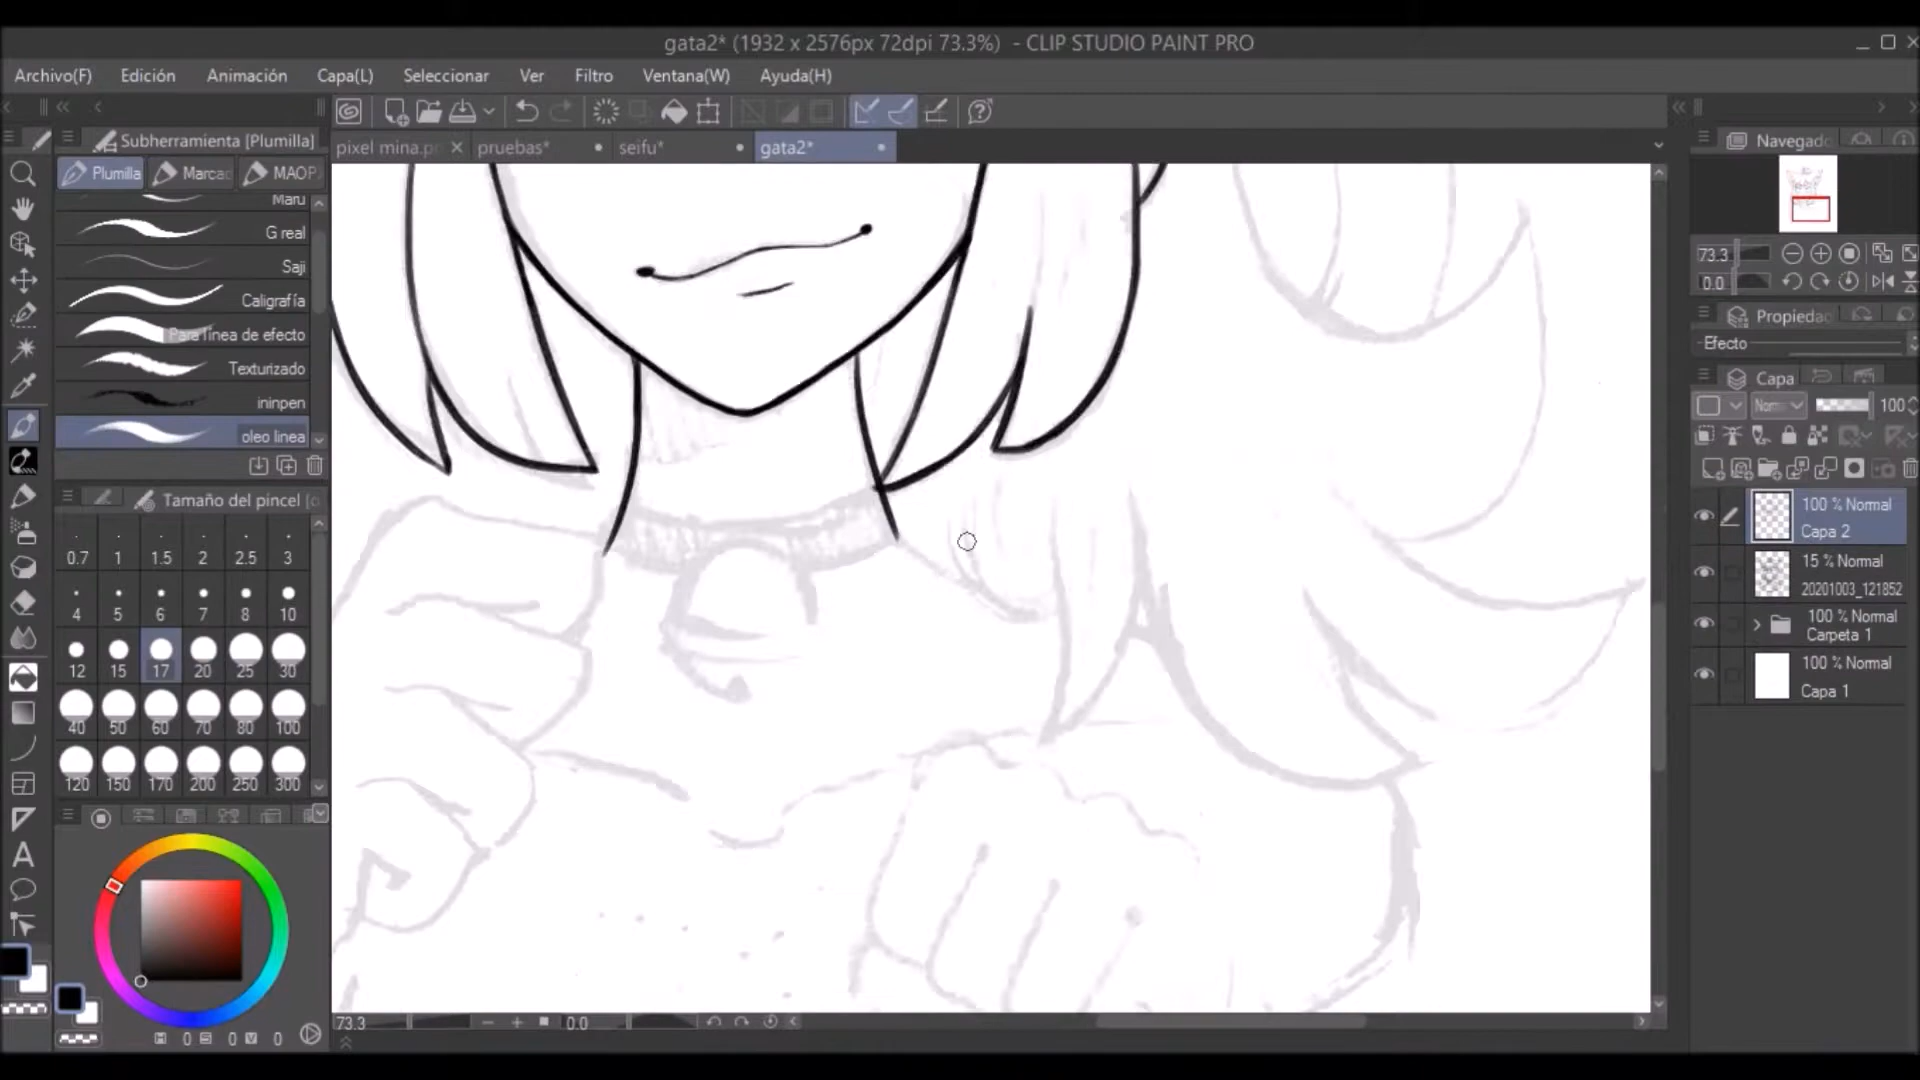 gata2* (1932 x 2576px 72dpi 73.3%) - CLIP STUDIO PAINT PRO
Archivo(F) Edición Animación Capa(L) Seleccionar Ver Filtro Ventana(W) Ayuda(H)
Subherramienta [Plumilla]
pixel mina.pr pruebas* seifu* gata2*
Plumilla Marcad MAOP
Maru
G real
Saji
Caligrafía
Para línea de efecto
Texturizado
ininpen
oleo linea
Tamaño del pincel
0.7 1 1.5 2 2.5 3
4 5 6 7 8 10
12 15 17 20 25 30
40 50 60 70 80 100
120 150 170 200 250 300
H 0 S 0 V 0
73.3 0.0
Navegado
73.3
0.0
Propiedad
Efecto
Capa
Norm 100
100 % Normal
Capa 2
15 % Normal
20201003_121852
100 % Normal
Carpeta 1
100 % Normal
Capa 1